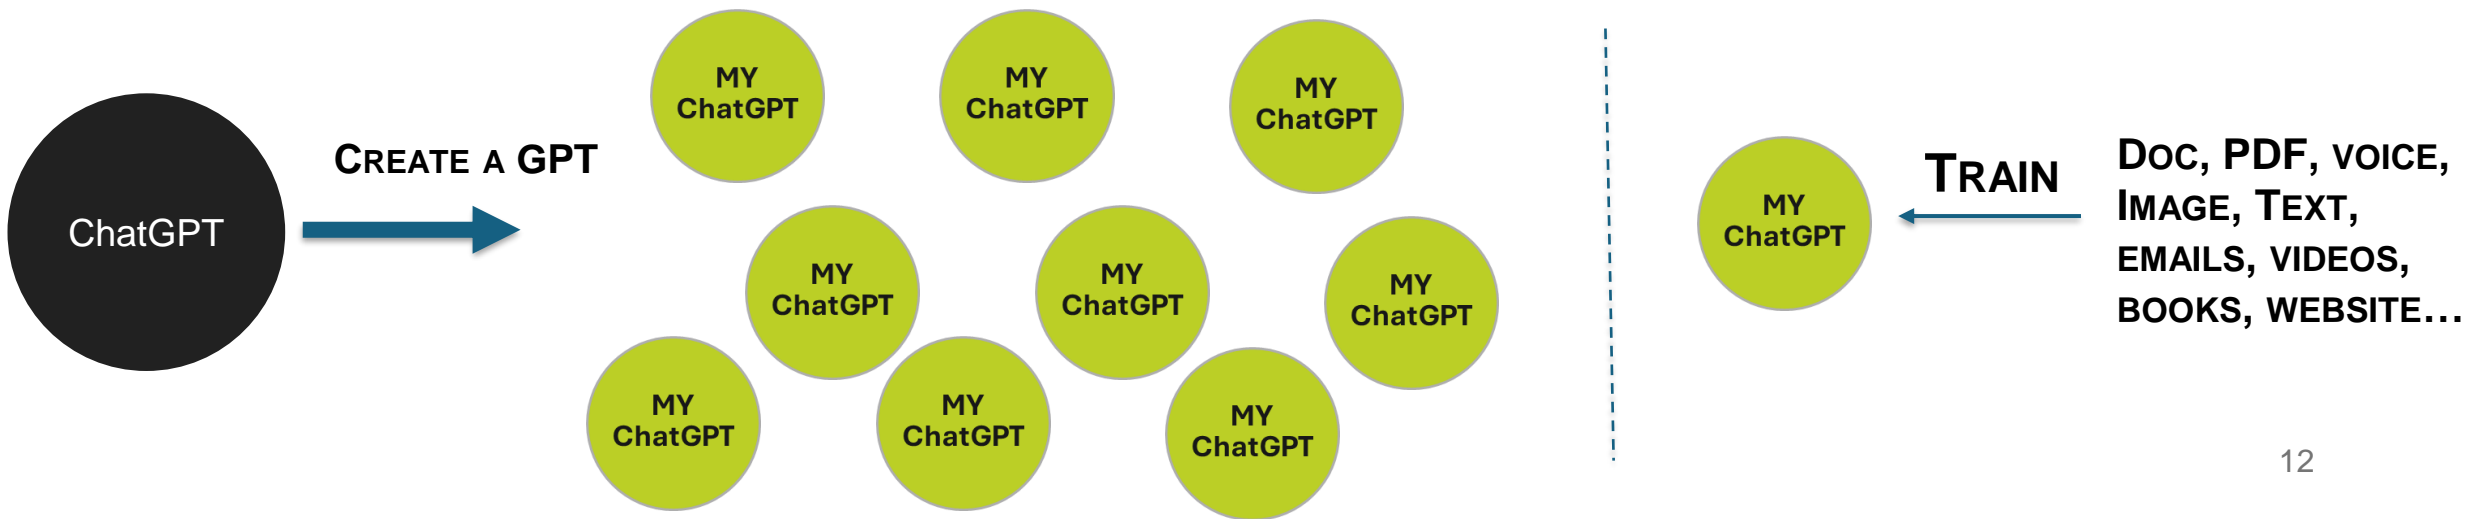 ChatGPT
CREATE A GPT
MY
ChatGPT
MY
ChatGPT
MY
ChatGPT
MY
ChatGPT
MY
ChatGPT
MY
ChatGPT
MY
ChatGPT
MY
ChatGPT
MY
ChatGPT
MY
ChatGPT
TRAIN
DOC, PDF, VOICE,
IMAGE, TEXT,
EMAILS, VIDEOS,
BOOKS, WEBSITE...
12